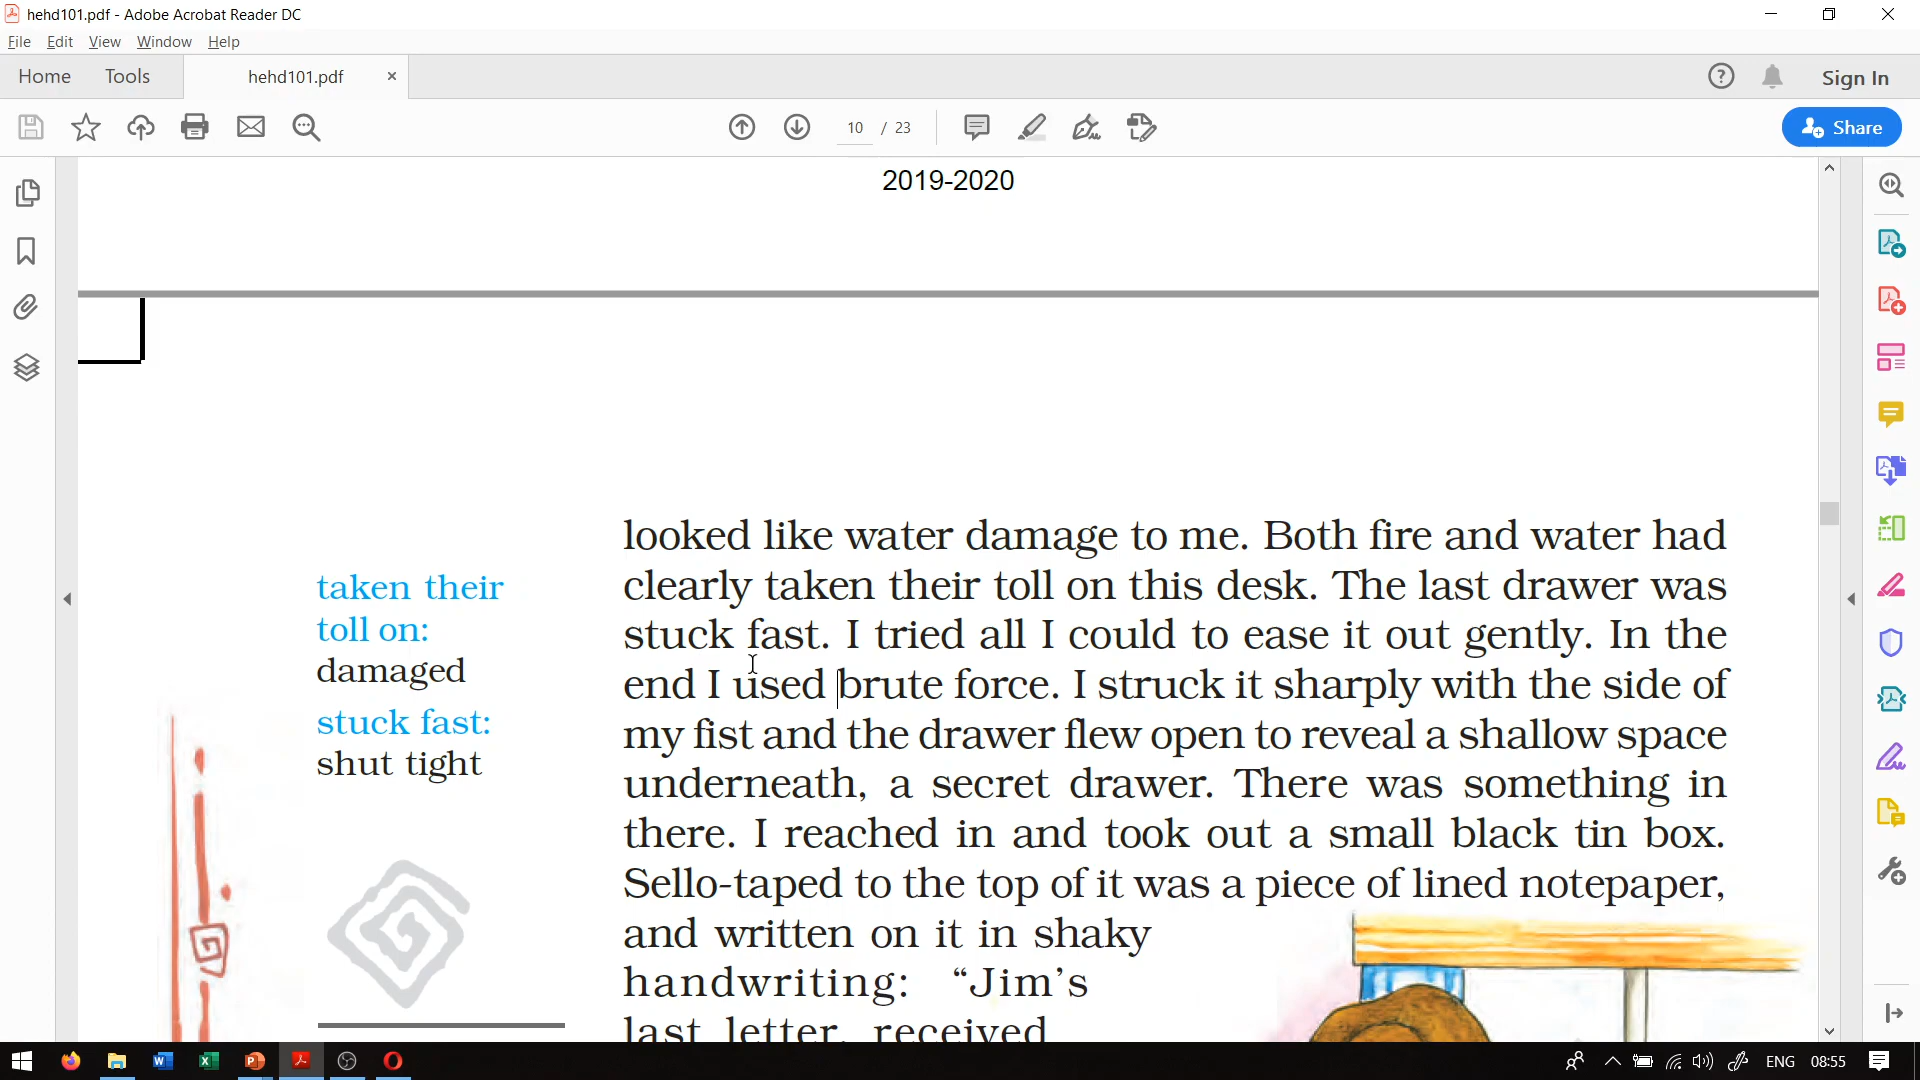 hehd101.pdf - Adobe Acrobat Reader DC
File Edit View Window Help
Home Tools hehd101.pdf × Sign In
10 / 23 Share
2019-2020
looked like water damage to me. Both fire and water had
clearly taken their toll on this desk. The last drawer was
stuck fast. I tried all I could to ease it out gently. In the
end I used brute force. I struck it sharply with the side of
my fist and the drawer flew open to reveal a shallow space
underneath, a secret drawer. There was something in
there. I reached in and took out a small black tin box.
Sello-taped to the top of it was a piece of lined notepaper,
and written on it in shaky
handwriting: “Jim’s
last letter, received
taken their
toll on:
damaged
stuck fast:
shut tight
ENG 08:55